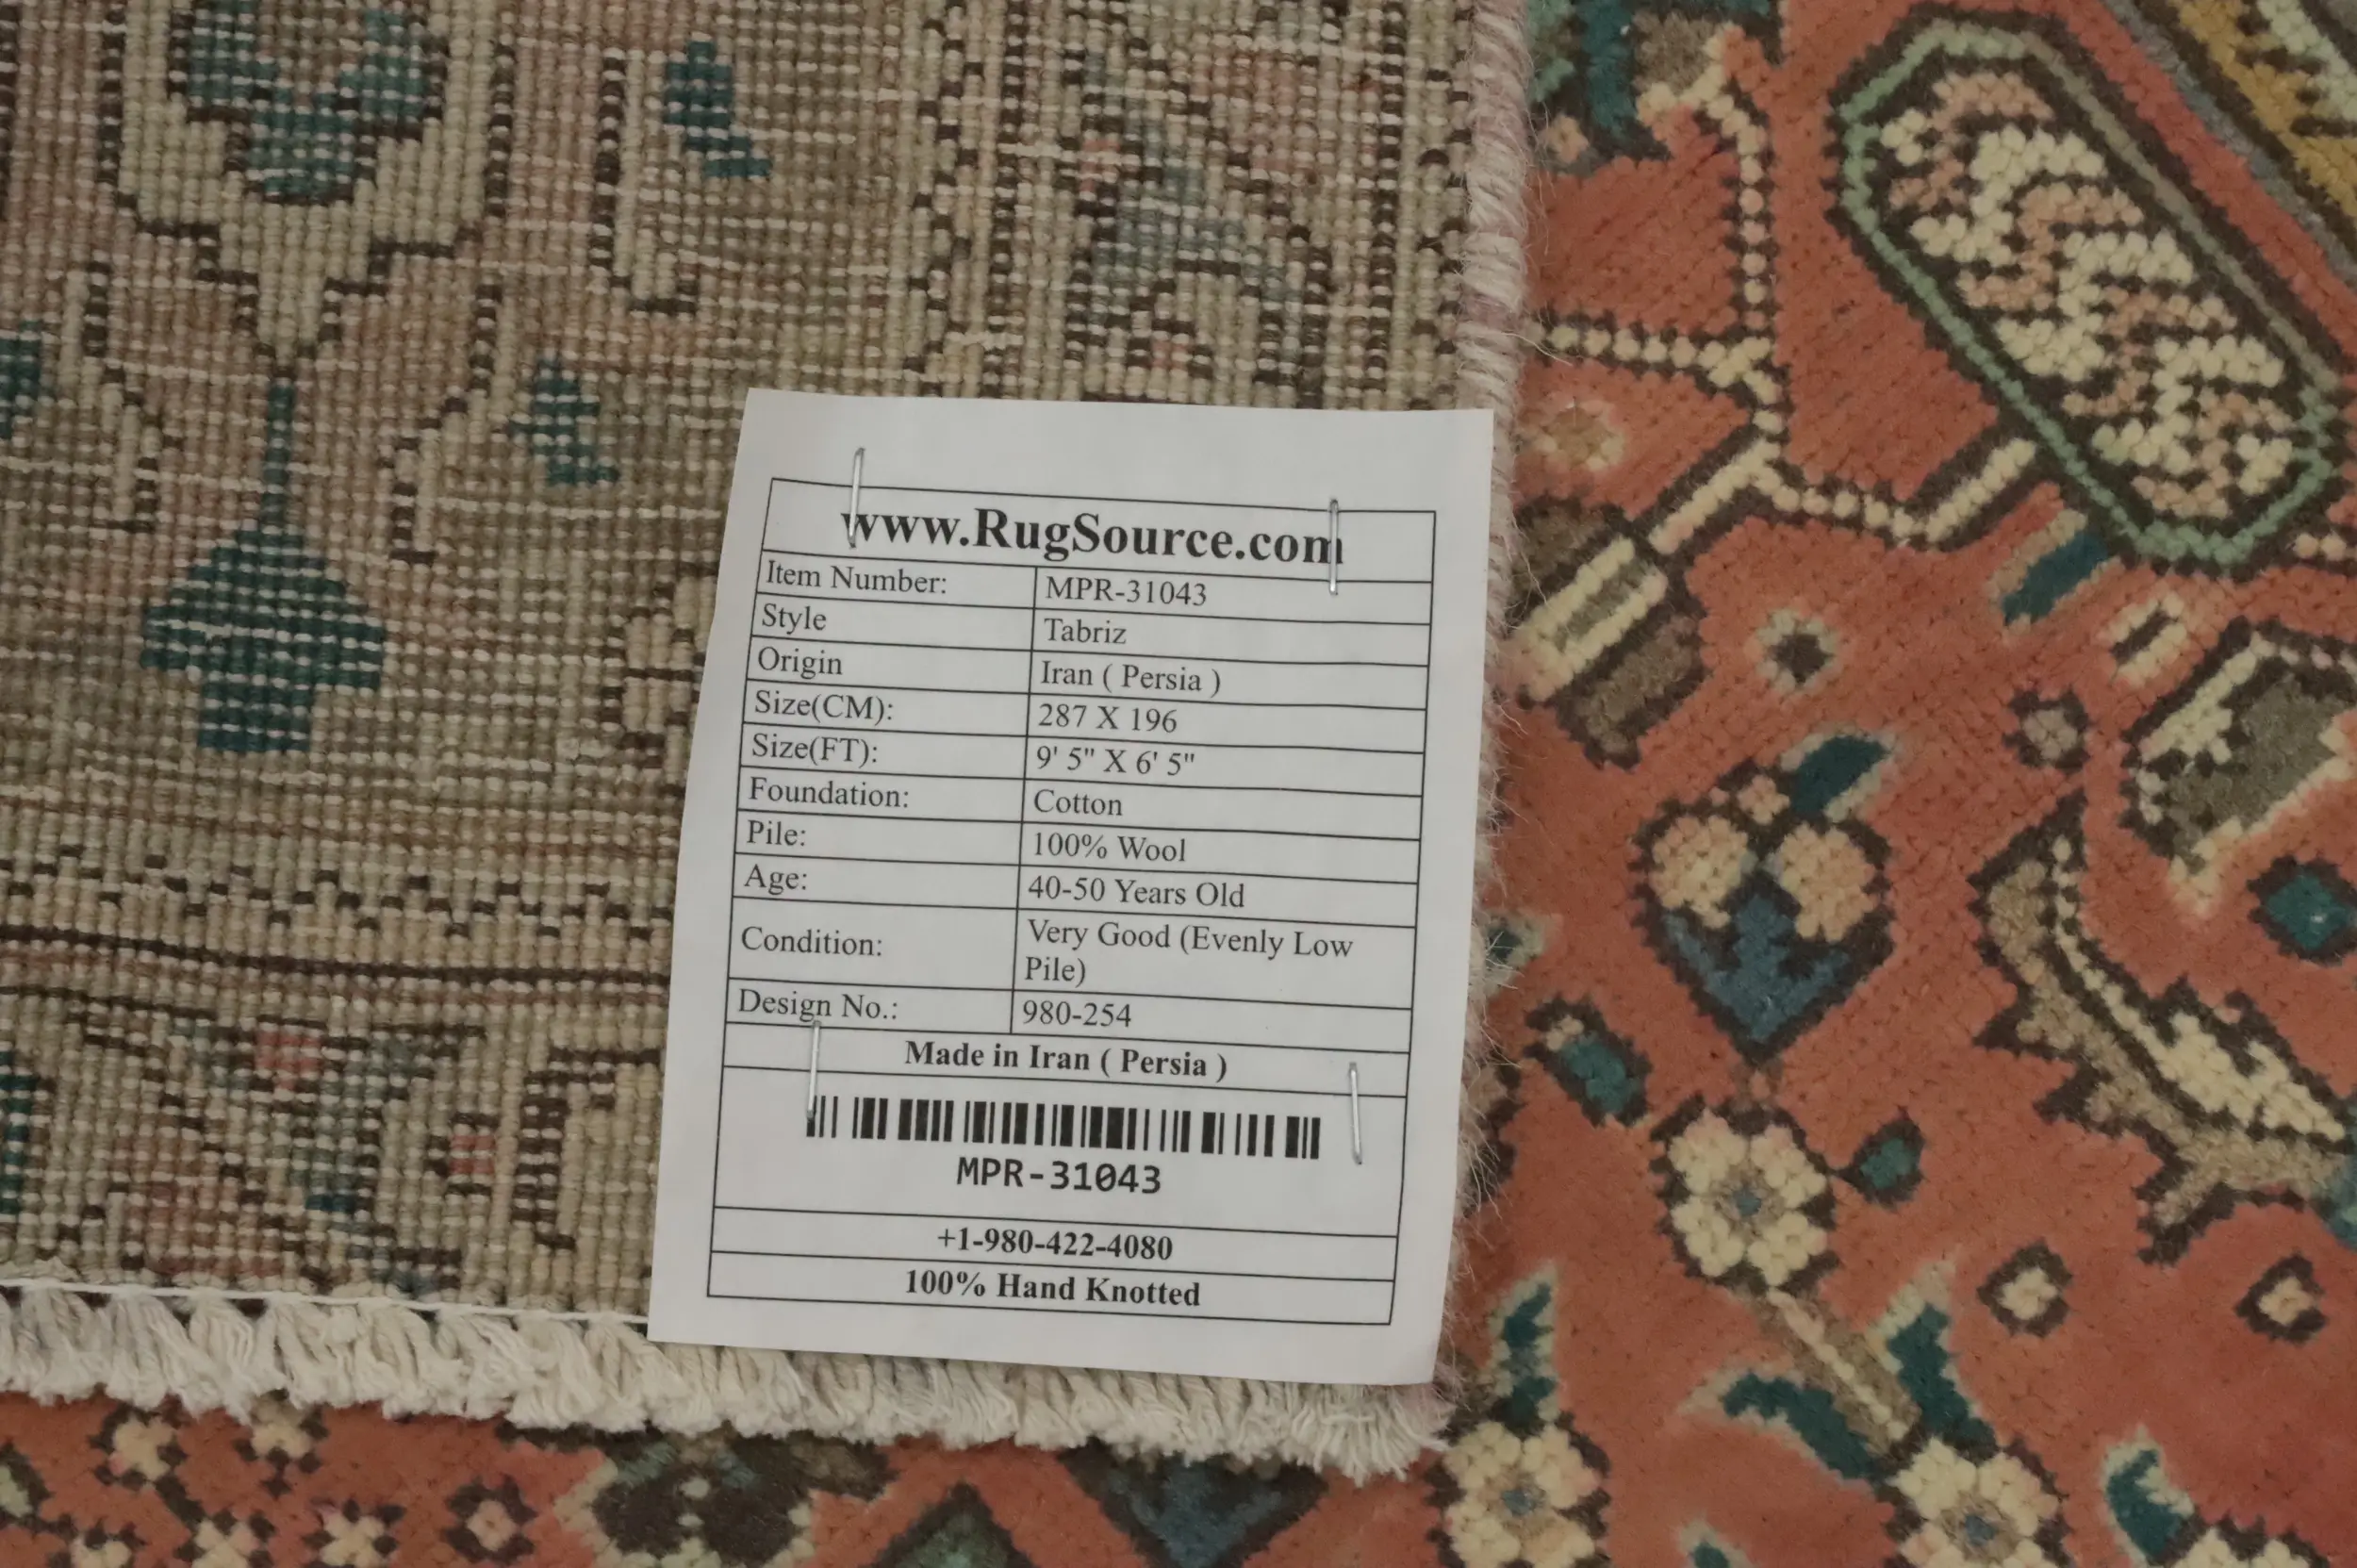 www.RugSource.com
Item Number: MPR-31043
Style Tabriz
Origin Iran ( Persia )
Size(CM): 287 X 196
Size(FT): 9' 5" X 6' 5"
Foundation: Cotton
Pile: 100% Wool
Age: 40-50 Years Old
Condition: Very Good (Evenly Low
Pile)
Design No.: 980-254
Made in Iran ( Persia )
MPR-31043
+1-980-422-4080
100% Hand Knotted